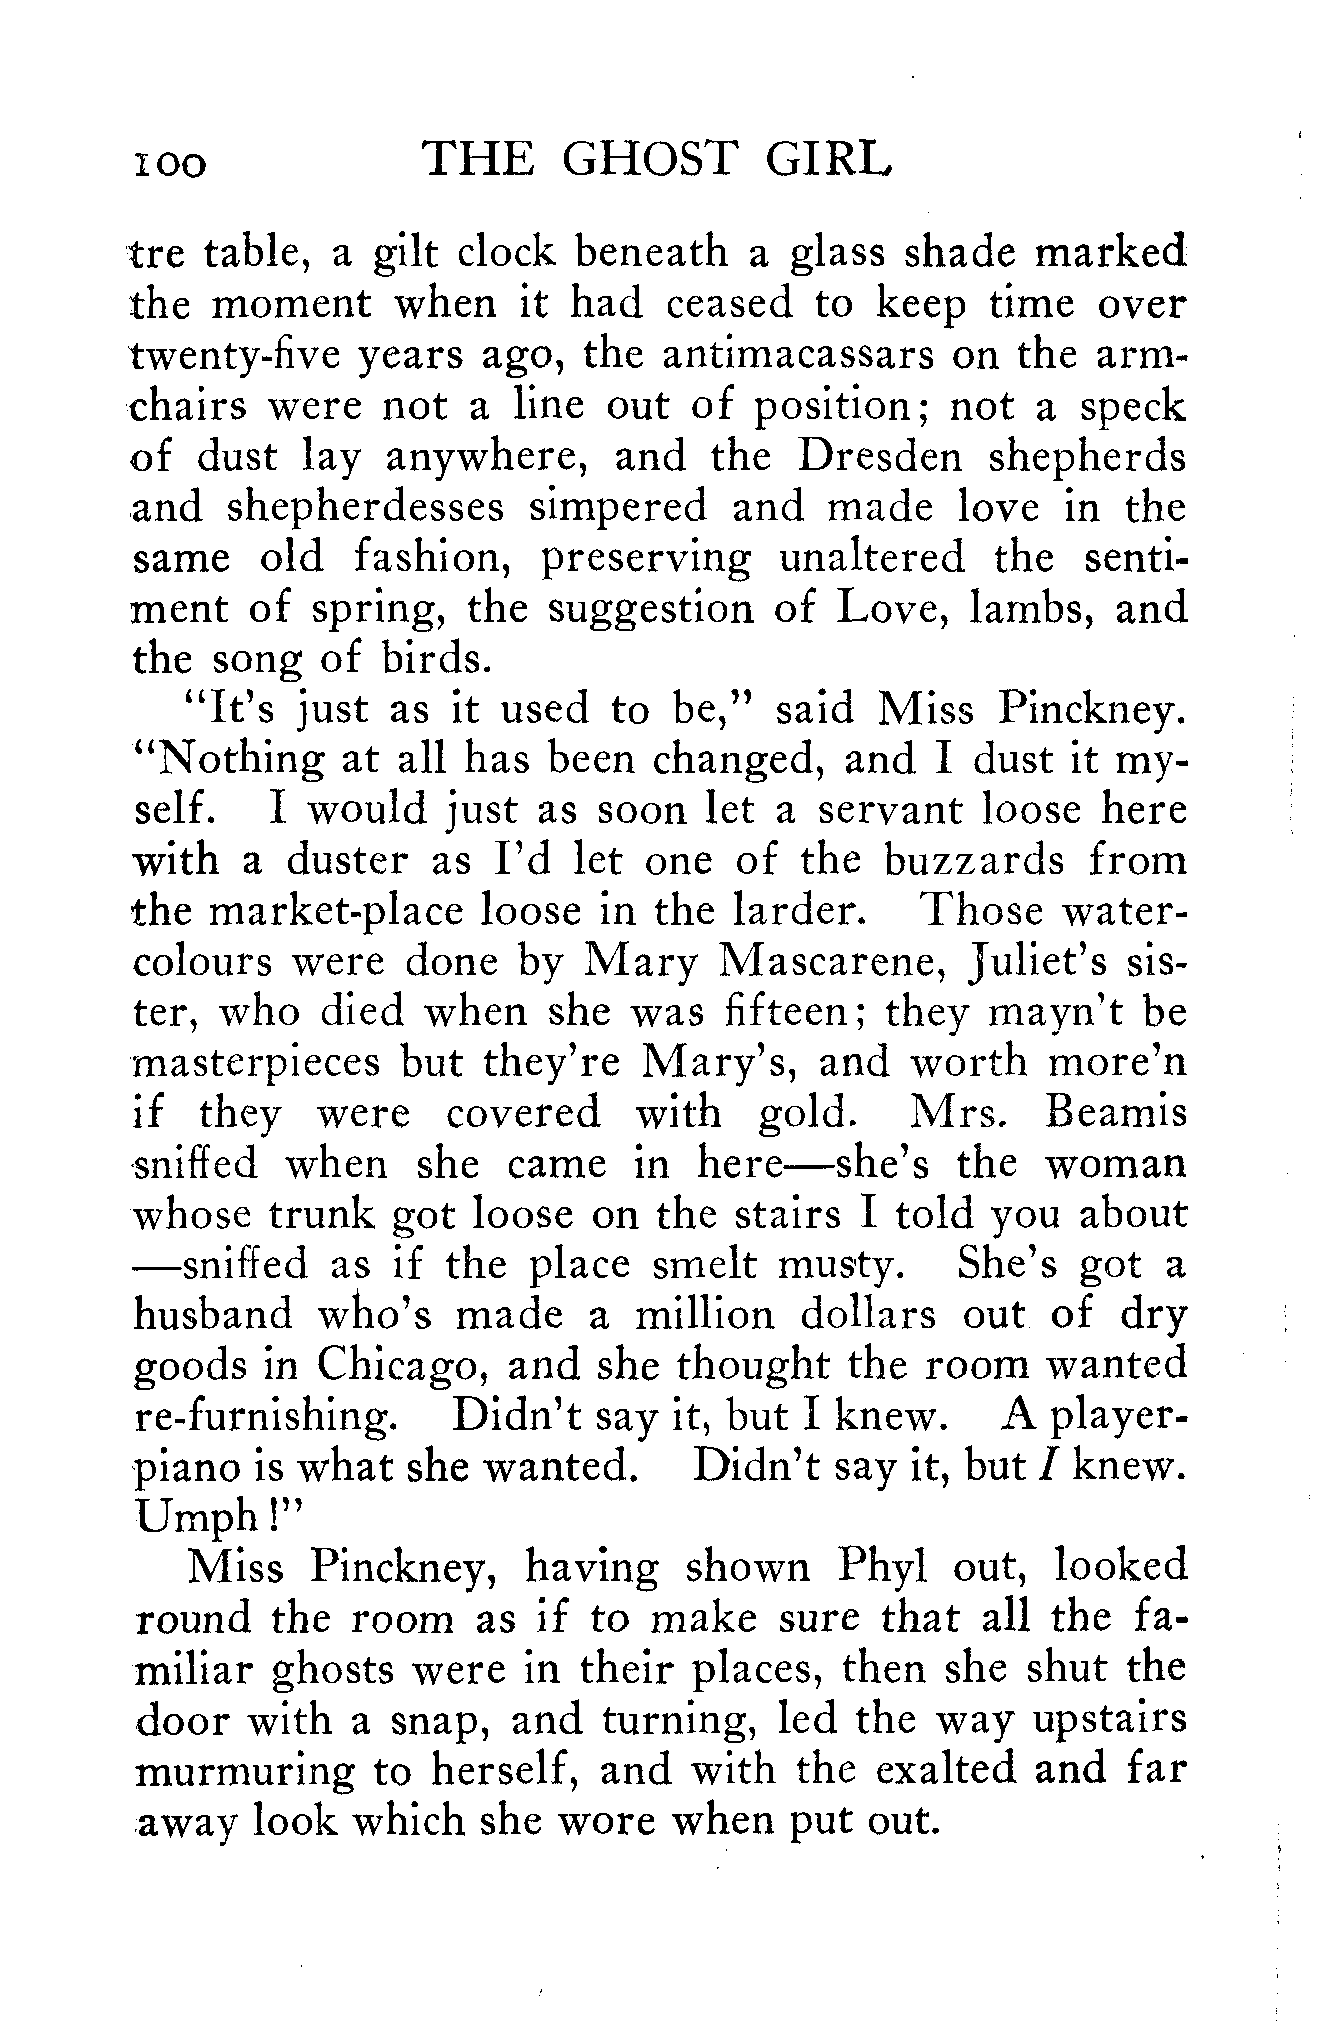 100 THE GHOST GIRL
tre table, a gilt clock beneath a glass shade marked
the moment when it had ceased to keep time over
twenty-five years ago, the antimacassars on the arm-
chairs were not a line out of position; not a speck
of dust lay anywhere, and the Dresden shepherds
and shepherdesses simpered and made love in the
same old fashion, preserving unaltered the senti-
ment of spring, the suggestion of Love, lambs, and
the song of birds.
"It's just as it used to be," said Miss Pinckney.
"Nothing at all has been changed, and I dust it my-
self. I would just as soon let a servant loose here
with a duster as I'd let one of the buzzards from
the market-place loose in the larder. Those water-
colours were done by Mary Mascarene, Juliet's sis-
ter, who died when she was fifteen; they mayn't be
masterpieces but they're Mary's, and worth more'n
if they were covered with gold. Mrs. Beamis
sniffed when she came in here—she's the woman
whose trunk got loose on the stairs I told you about
—sniffed as if the place smelt musty. She's got a
husband who's made a million dollars out of dry
goods in Chicago, and she thought the room wanted
re-furnishing. Didn't say it, but I knew. A player-
piano is what she wanted. Didn't say it, but I knew.
Umph!"
Miss Pinckney, having shown Phyl out, looked
round the room as if to make sure that all the fa-
miliar ghosts were in their places, then she shut the
door with a snap, and turning, led the way upstairs
murmuring to herself, and with the exalted and far
away look which she wore when put out.